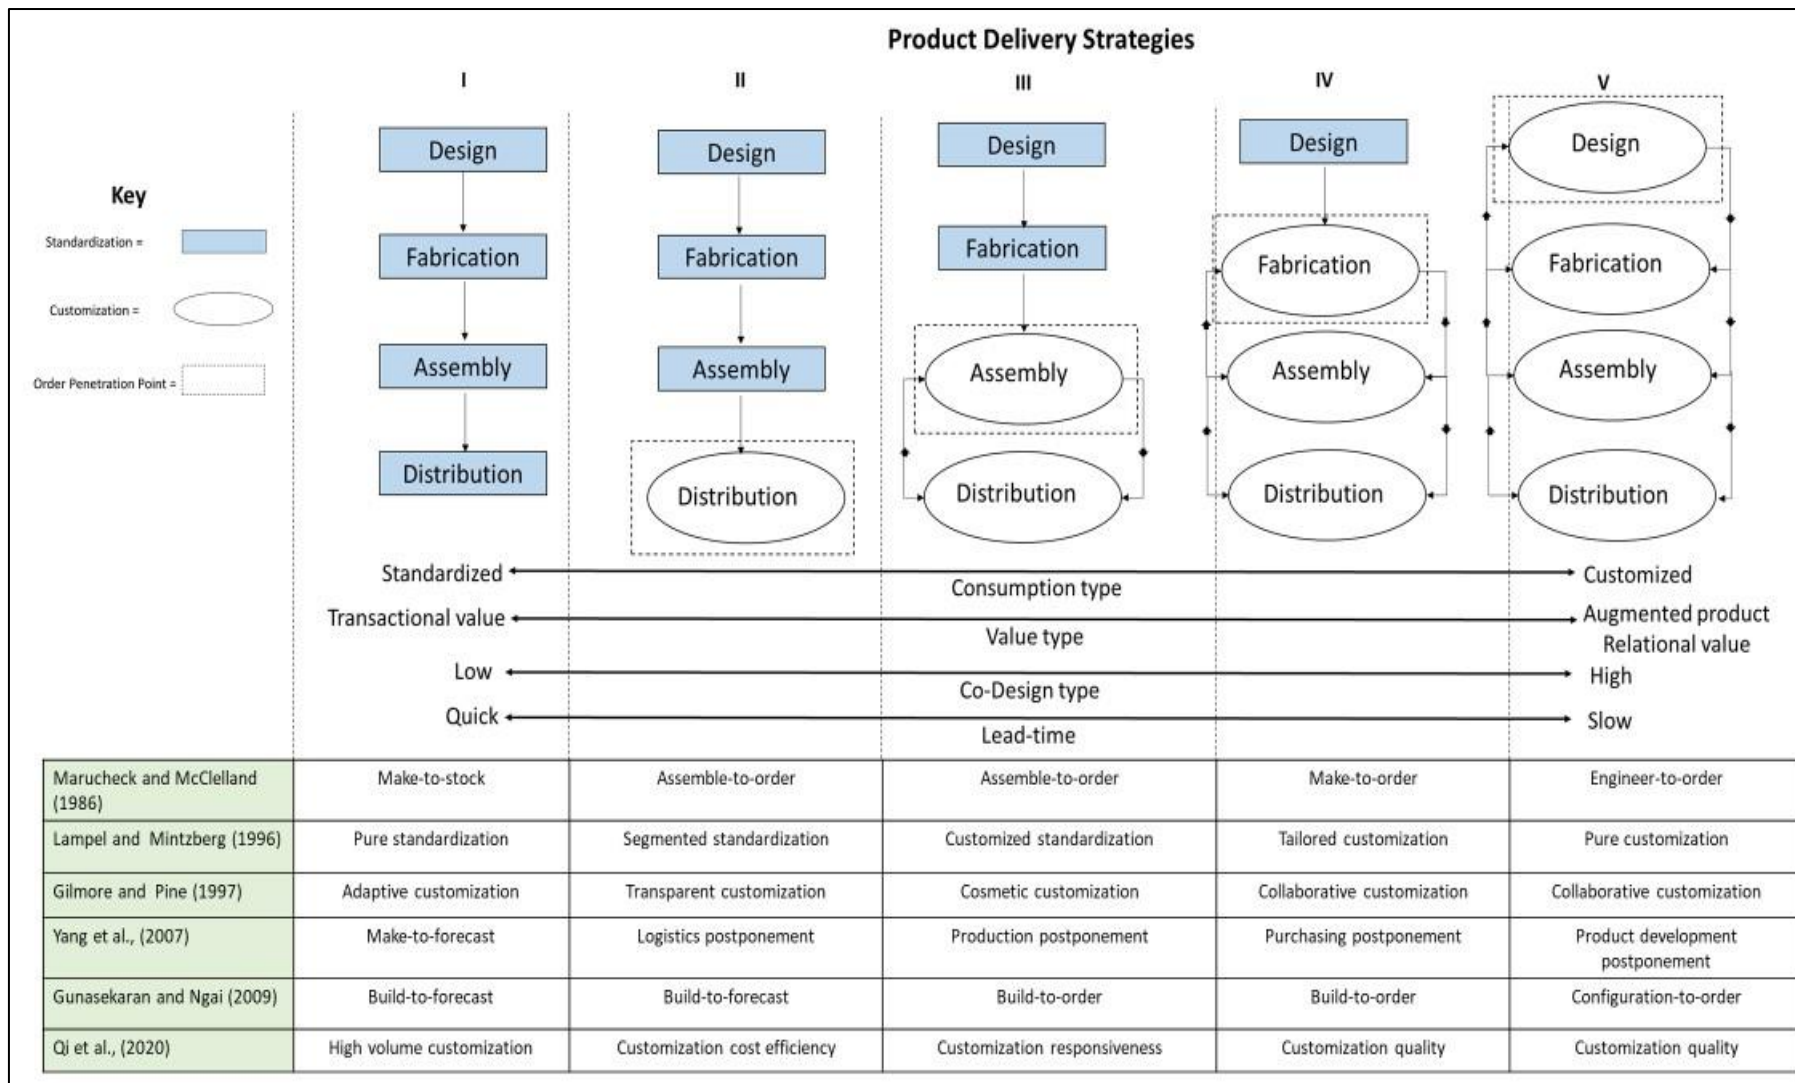 Product Delivery Strategies
I
II
III
IV
V
Key
Standardization =
Customization =
Order Penetration Point =
Design
Fabrication
Assembly
Distribution
Design
Fabrication
Assembly
Distribution
Design
Fabrication
Assembly
Distribution
Design
Fabrication
Assembly
Distribution
Design
Fabrication
Assembly
Distribution
Standardized
Consumption type
Customized
Transactional value
Value type
Augmented product
Relational value
Low
Co-Design type
High
Quick
Lead-time
Slow
Marucheck and McClelland
(1986)
Make-to-stock
Assemble-to-order
Assemble-to-order
Make-to-order
Engineer-to-order
Lampel and Mintzberg (1996)
Pure standardization
Segmented standardization
Customized standardization
Tailored customization
Pure customization
Gilmore and Pine (1997)
Adaptive customization
Transparent customization
Cosmetic customization
Collaborative customization
Collaborative customization
Yang et al., (2007)
Make-to-forecast
Logistics postponement
Production postponement
Purchasing postponement
Product development
postponement
Gunasekaran and Ngai (2009)
Build-to-forecast
Build-to-forecast
Build-to-order
Build-to-order
Configuration-to-order
Qi et al., (2020)
High volume customization
Customization cost efficiency
Customization responsiveness
Customization quality
Customization quality